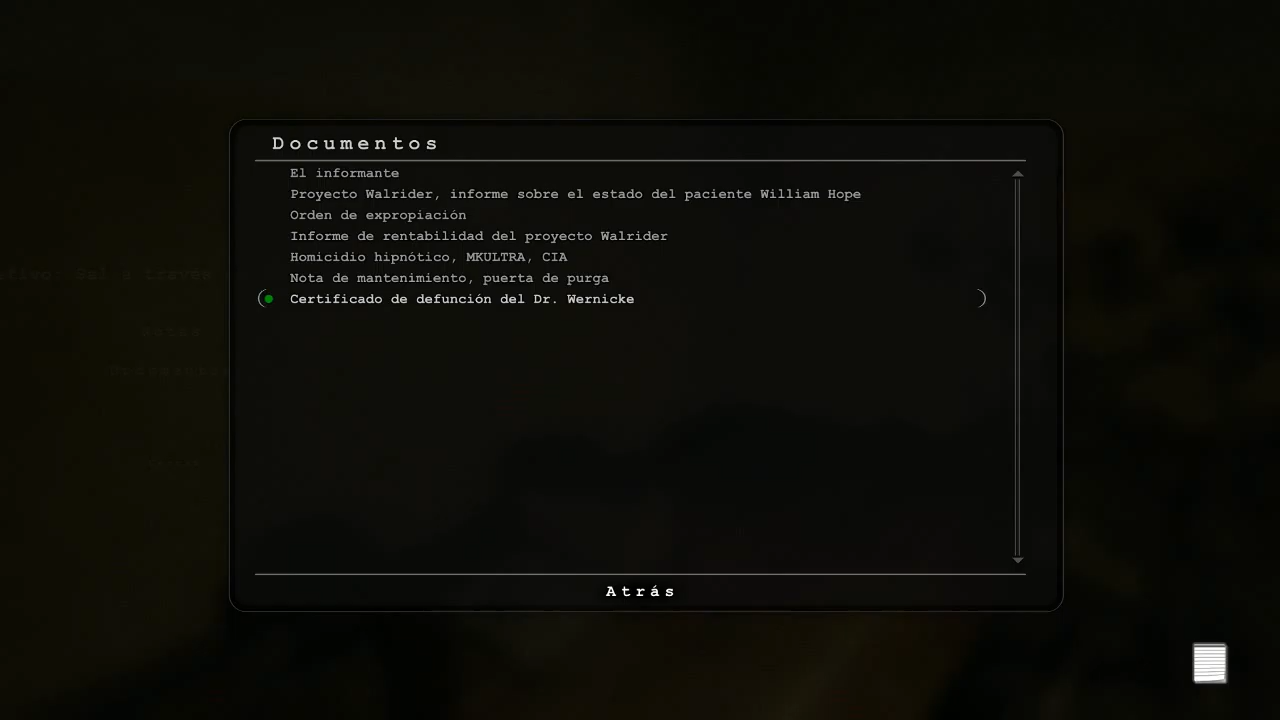 Documentos
El informante
Proyecto Walrider, informe sobre el estado del paciente William Hope
Orden de expropiación
Informe de rentabilidad del proyecto Walrider
Homicidio hipnótico, MKULTRA, CIA
Nota de mantenimiento, puerta de purga
Certificado de defunción del Dr. Wernicke
Atrás